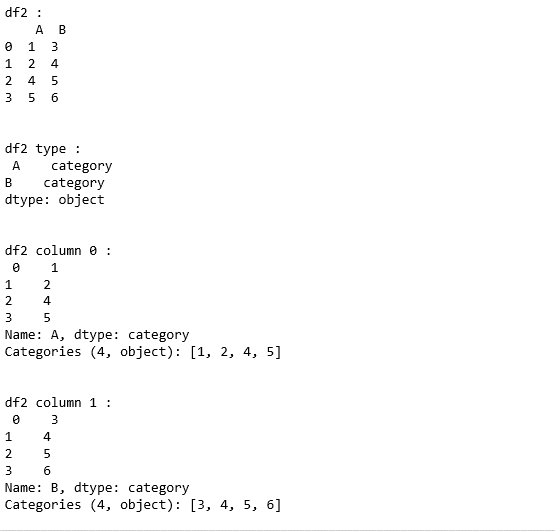 df2 :
    A  B
0  1  3
1  2  4
2  4  5
3  5  6
df2 type :
 A    category
B    category
dtype: object
df2 column 0 :
 0    1
1    2
2    4
3    5
Name: A, dtype: category
Categories (4, object): [1, 2, 4, 5]
df2 column 1 :
 0    3
1    4
2    5
3    6
Name: B, dtype: category
Categories (4, object): [3, 4, 5, 6]